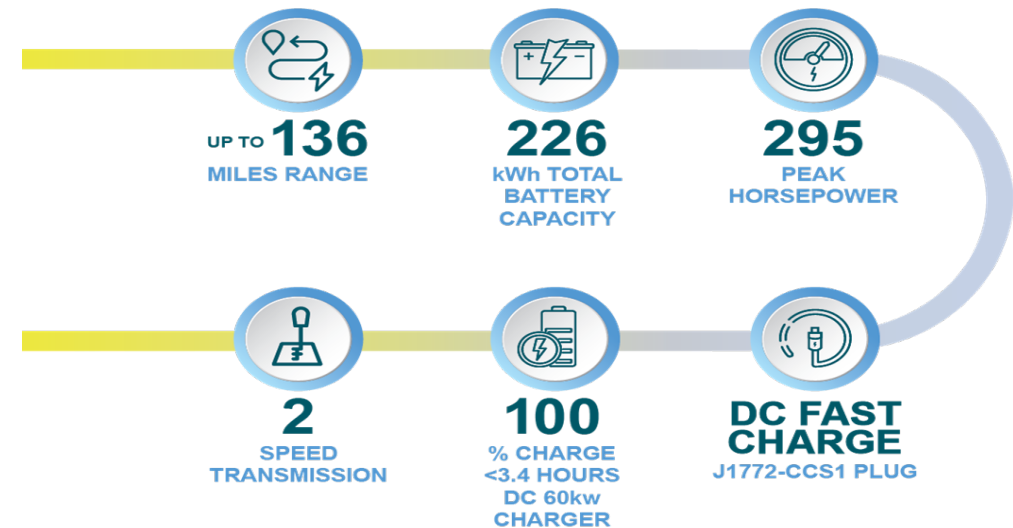 UP TO 136
MILES RANGE
226
kWh TOTAL
BATTERY
CAPACITY
295
PEAK
HORSEPOWER
2
SPEED
TRANSMISSION
100
% CHARGE
<3.4 HOURS
DC 60kw
CHARGER
DC FAST
CHARGE
J1772-CCS1 PLUG